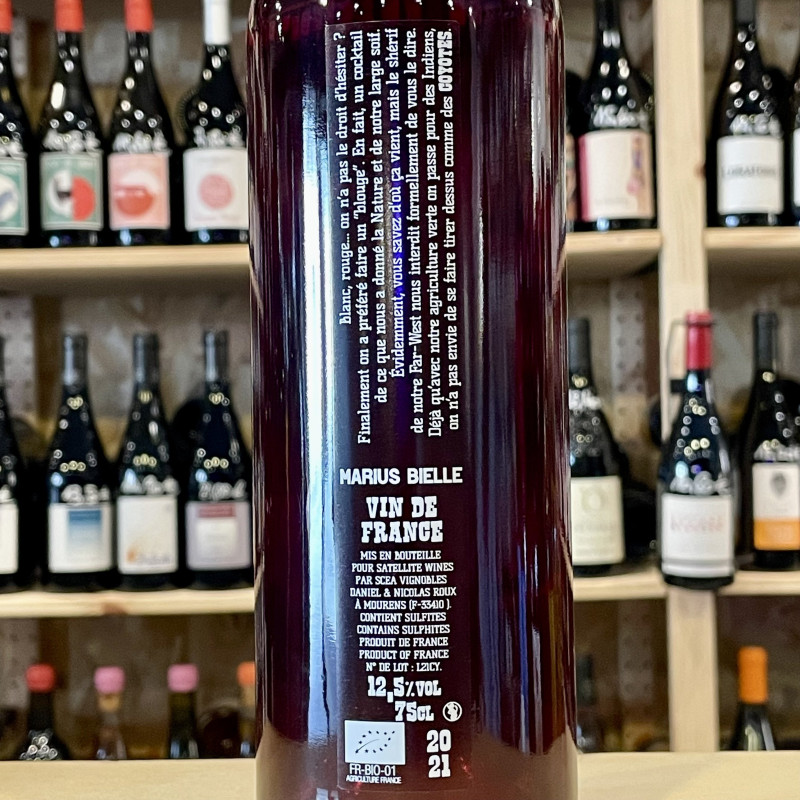 Blanc, rouge... on n'a pas le droit d'hésiter ?
Finalement on a préféré faire un "blouge". En fait, un cocktail
de ce que nous a donné la Nature et de notre large soif.
Évidemment, vous savez d'où ça vient, mais le shérif
de notre Far-West nous interdit formellement de vous le dire.
Déjà qu'avec notre agriculture verte on passe pour des Indiens,
on n'a pas envie de se faire tirer dessus comme des COYOTES.
MARIUS BIELLE
VIN DE
FRANCE
MIS EN BOUTEILLE
POUR SATELLITE WINES
PAR SCEA VIGNOBLES
DANIEL & NICOLAS ROUX
À MOURENS (F-33410 ).
CONTIENT SULFITES
CONTAINS SULPHITES
PRODUIT DE FRANCE
PRODUCT OF FRANCE
N° DE LOT : L21CY.
12,5%VOL
75CL
FR-BIO-01
AGRICULTURE FRANCE
20
21